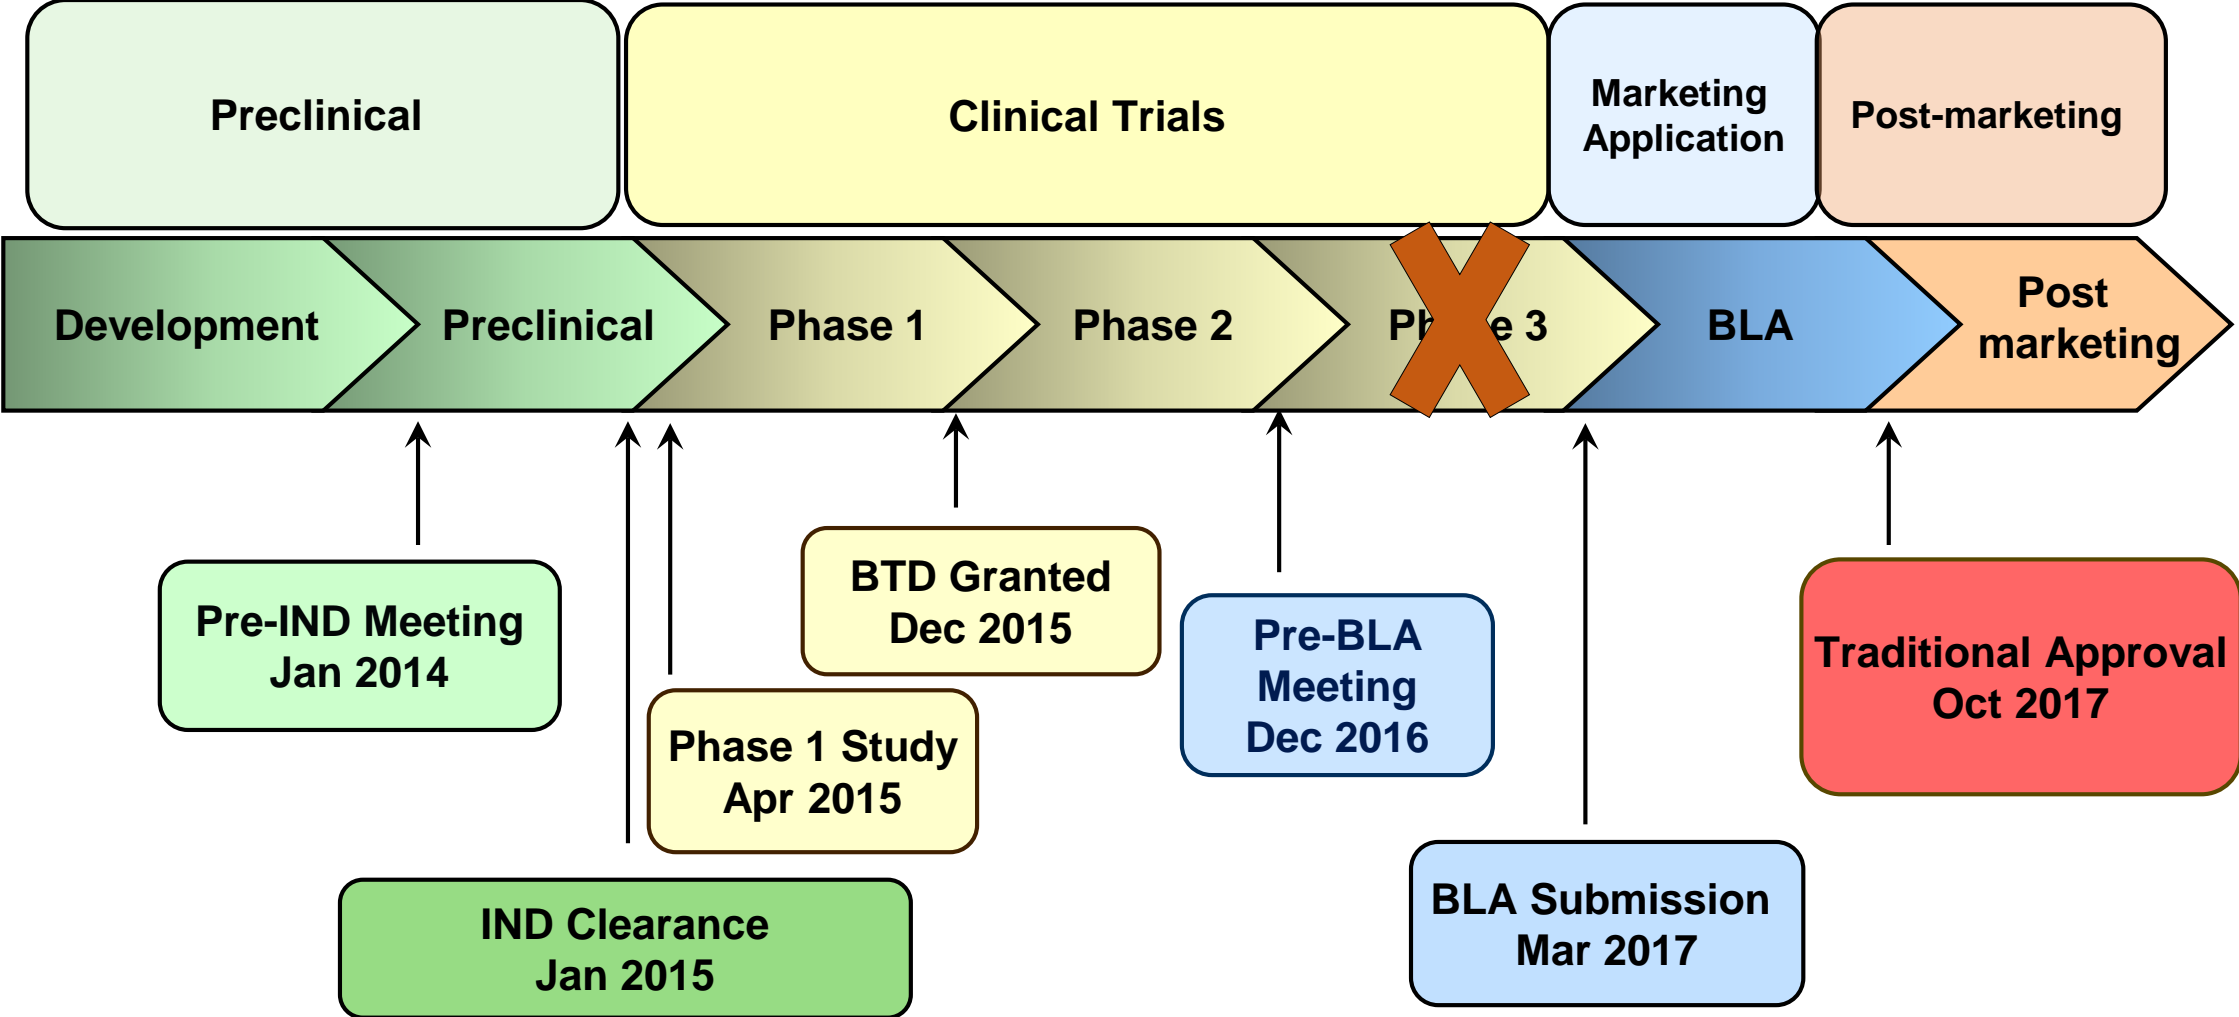 Preclinical
Clinical Trials
Marketing
Application
Post-marketing
Development
Preclinical
Phase 1
Phase 2
3
BLA
Post
marketing
Pre-IND Meeting
Jan 2014
IND Clearance
Jan 2015
Phase 1 Study
Apr 2015
BTD Granted
Dec 2015
Pre-BLA
Meeting
Dec 2016
BLA Submission
Mar 2017
Traditional Approval
Oct 2017